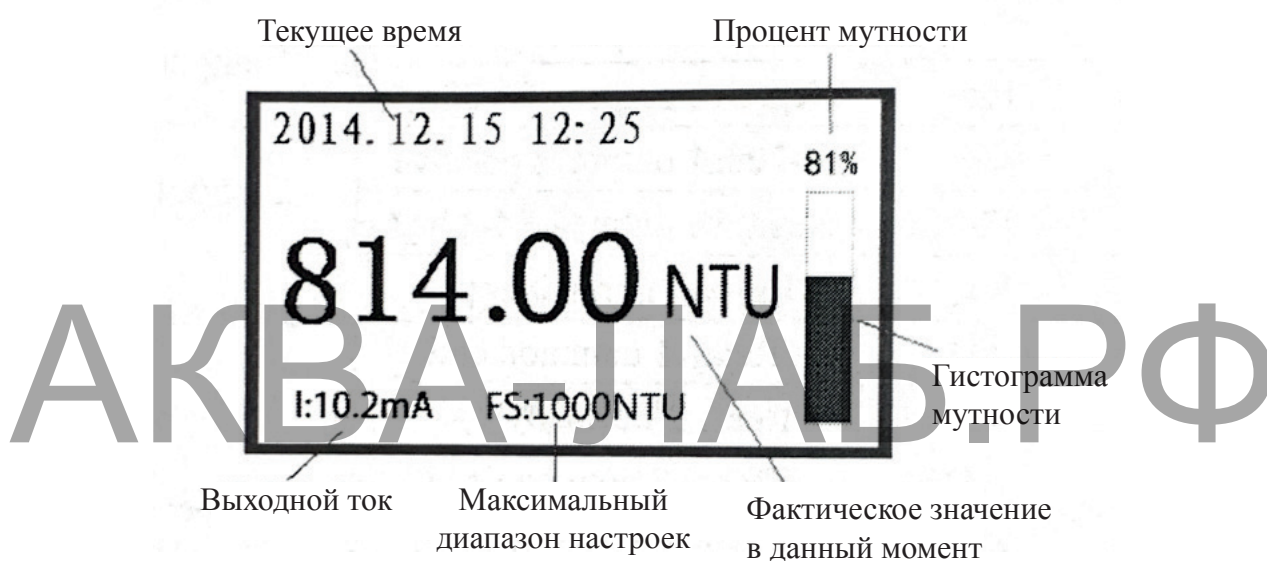 Текущее время
Процент мутности
2014. 12. 15 12: 25
81%
814.00 NTU
АКВА-ЛАБ.РФ
I:10.2mA FS:1000NTU
Гистограмма
мутности
Выходной ток
Максимальный
диапазон настроек
Фактическое значение
в данный момент